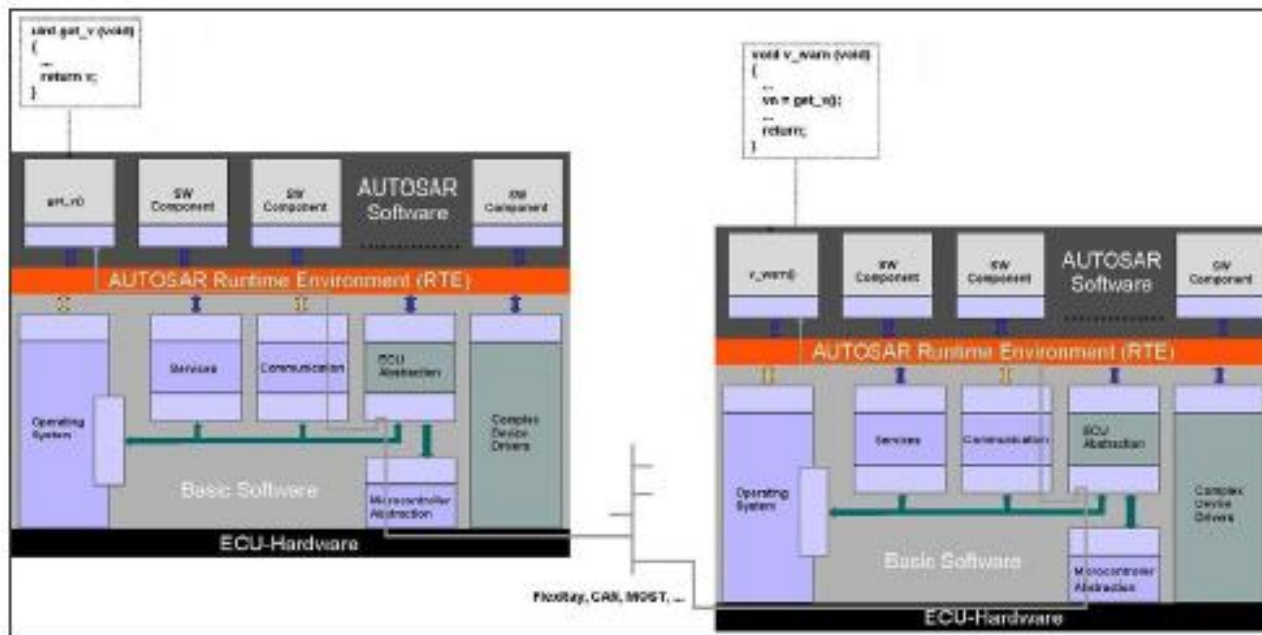 uint get_v (void)
{
...
return v;
}
void v_warn (void)
{
...
vn = get_v();
...
return;
}
get_v()
SW
Component
SW
Component
AUTOSAR
Software
SW
Component
AUTOSAR Runtime Environment (RTE)
Operating
System
Services
Communication
ECU
Abstraction
Complex
Device
Drivers
Basic Software
Microcontroller
Abstraction
ECU-Hardware
FlexRay, CAN, MOST, ...
v_warn()
SW
Component
SW
Component
AUTOSAR
Software
SW
Component
AUTOSAR Runtime Environment (RTE)
Operating
System
Services
Communication
ECU
Abstraction
Complex
Device
Drivers
Basic Software
Microcontroller
Abstraction
ECU-Hardware